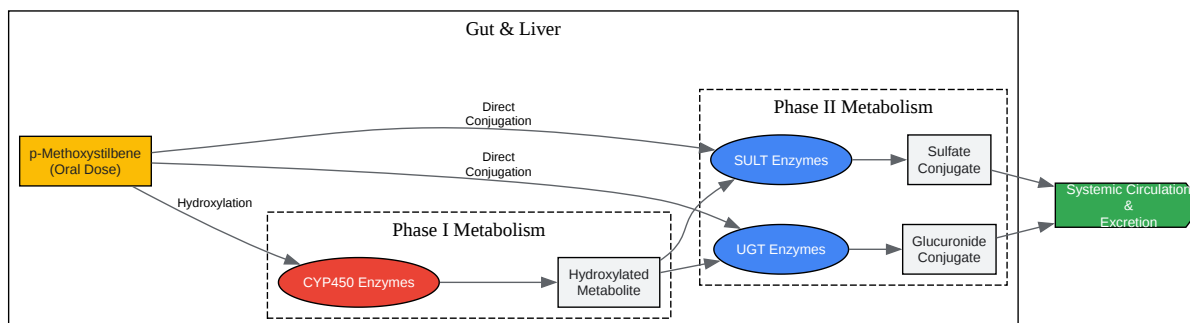 Gut & Liver
Phase II Metabolism
Direct
Conjugation
p-Methoxystilbene
(Oral Dose)
SULT Enzymes
Sulfate
Conjugate
Direct
Conjugation
Systemic Circulation
&
Excretion
Hydroxylation
Phase I Metabolism
UGT Enzymes
Glucuronide
Conjugate
CYP450 Enzymes
Hydroxylated
Metabolite